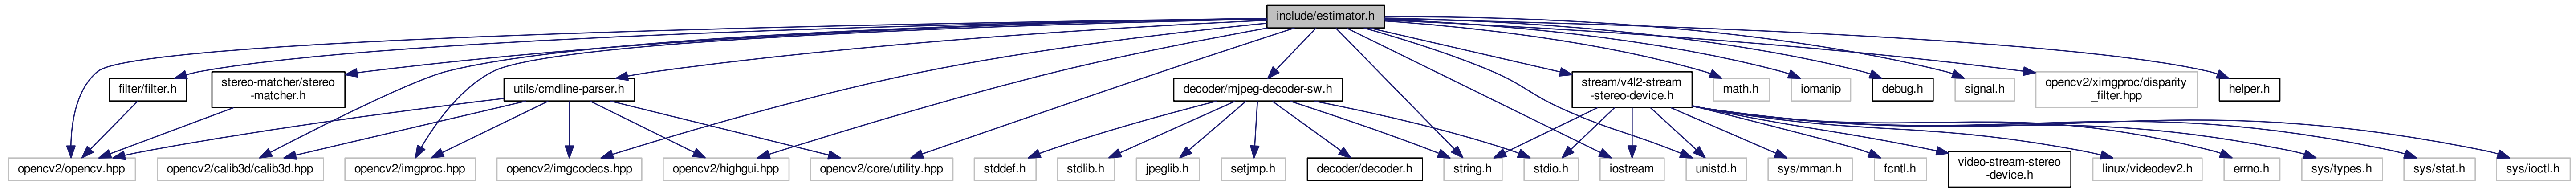 include/estimator.h
filter/filter.h
stereo-matcher/stereo
-matcher.h
utils/cmdline-parser.h
decoder/mjpeg-decoder-sw.h
stream/v4l2-stream
-stereo-device.h
math.h
iomanip
debug.h
signal.h
opencv2/ximgproc/disparity
_filter.hpp
helper.h
opencv2/opencv.hpp
opencv2/calib3d/calib3d.hpp
opencv2/imgproc.hpp
opencv2/imgcodecs.hpp
opencv2/highgui.hpp
opencv2/core/utility.hpp
stddef.h
stdlib.h
jpeglib.h
setjmp.h
decoder/decoder.h
string.h
stdio.h
iostream
unistd.h
sys/mman.h
fcntl.h
video-stream-stereo
-device.h
linux/videodev2.h
errno.h
sys/types.h
sys/stat.h
sys/ioctl.h